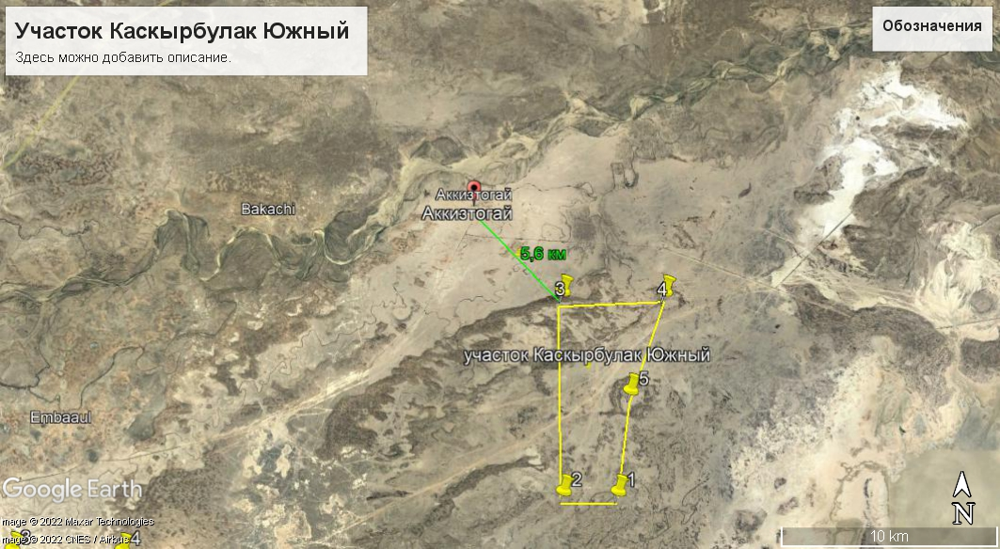 Участок Каскырбулак Южный
Здесь можно добавить описание.
Обозначения
Аккизтогай
Аккизтогай
Bakachi
5,6 км
3
4
участок Каскырбулак Южный
5
Embaaul
2
1
Google Earth
N
mage © 2022 Maxar Technologies
mage © 2022 CNES / Airbus
3
4
10 km